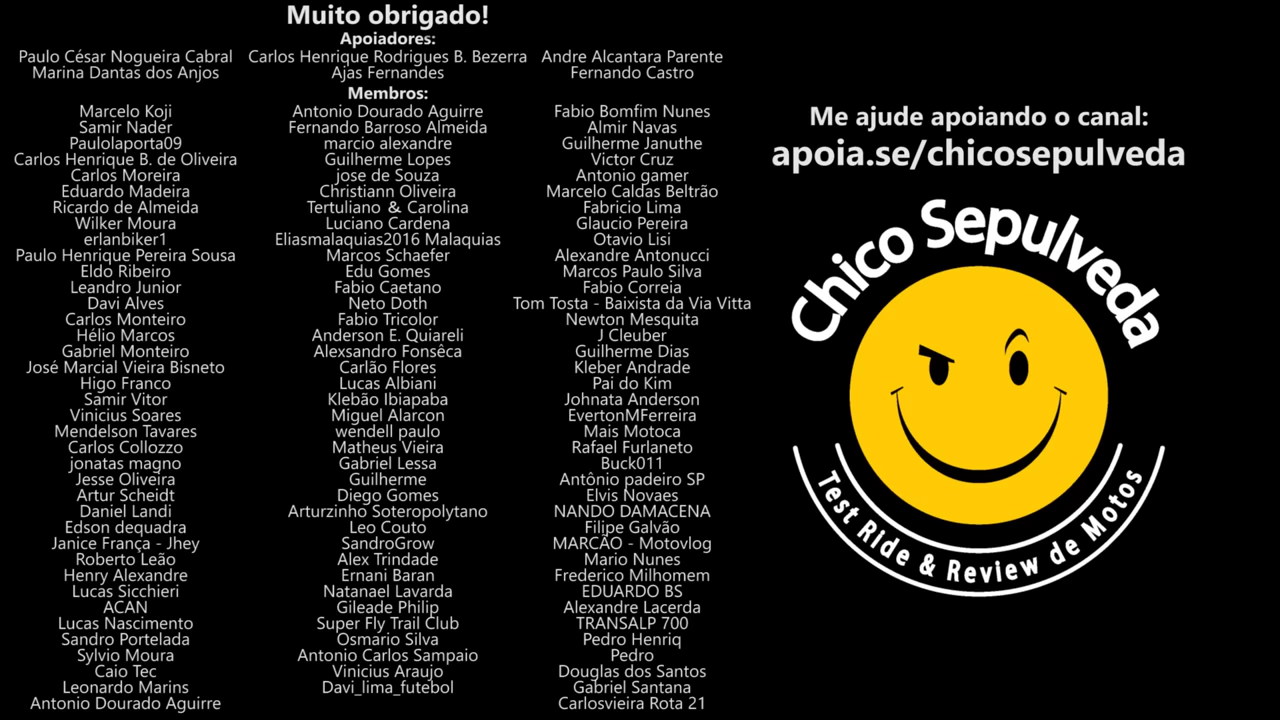 Muito obrigado!
Apoiadores:
Paulo César Nogueira Cabral
Marina Dantas dos Anjos
Carlos Henrique Rodrigues B. Bezerra
Ajas Fernandes
Andre Alcantara Parente
Fernando Castro
Membros:
Marcelo Koji
Samir Nader
Paulolaporta09
Carlos Henrique B. de Oliveira
Carlos Moreira
Eduardo Madeira
Ricardo de Almeida
Wilker Moura
erlanbiker1
Paulo Henrique Pereira Sousa
Eldo Ribeiro
Leandro Junior
Davi Alves
Carlos Monteiro
Hélio Marcos
Gabriel Monteiro
José Marcial Vieira Bisneto
Higo Franco
Samir Vitor
Vinicius Soares
Mendelson Tavares
Carlos Collozzo
jonatas magno
Jesse Oliveira
Artur Scheidt
Daniel Landi
Edson dequadra
Janice França - Jhey
Roberto Leão
Henry Alexandre
Lucas Sicchieri
ACAN
Lucas Nascimento
Sandro Portelada
Sylvio Moura
Caio Tec
Leonardo Marins
Antonio Dourado Aguirre
Antonio Dourado Aguirre
Fernando Barroso Almeida
marcio alexandre
Guilherme Lopes
jose de Souza
Christiann Oliveira
Tertuliano & Carolina
Luciano Cardena
Eliasmalaquias2016 Malaquias
Marcos Schaefer
Edu Gomes
Fabio Caetano
Neto Doth
Fabio Tricolor
Anderson E. Quiareli
Alexsandro Fonsêca
Carlão Flores
Lucas Albiani
Klebão Ibiapaba
Miguel Alarcon
wendell paulo
Matheus Vieira
Gabriel Lessa
Guilherme
Diego Gomes
Arturzinho Soteropolytano
Leo Couto
SandroGrow
Alex Trindade
Ernani Baran
Natanael Lavarda
Gileade Philip
Super Fly Trail Club
Osmario Silva
Antonio Carlos Sampaio
Vinicius Araujo
Davi_lima_futebol
Fabio Bomfim Nunes
Almir Navas
Guilherme Januthe
Victor Cruz
Antonio gamer
Marcelo Caldas Beltrão
Fabricio Lima
Glaucio Pereira
Otavio Lisi
Alexandre Antonucci
Marcos Paulo Silva
Fabio Correia
Tom Tosta - Baixista da Via Vitta
Newton Mesquita
J Cleuber
Guilherme Dias
Kleber Andrade
Pai do Kim
Johnata Anderson
EvertonMFerreira
Mais Motoca
Rafael Furlaneto
Buck011
Antônio padeiro SP
Elvis Novaes
NANDO DAMACENA
Filipe Galvão
MARCÃO - Motovlog
Mario Nunes
Frederico Milhomem
EDUARDO BS
Alexandre Lacerda
TRANSALP 700
Pedro Henriq
Pedro
Douglas dos Santos
Gabriel Santana
Carlosvieira Rota 21
Me ajude apoiando o canal:
apoia.se/chicosepulveda
Chico Sepulveda
Test Ride & Review de Motos